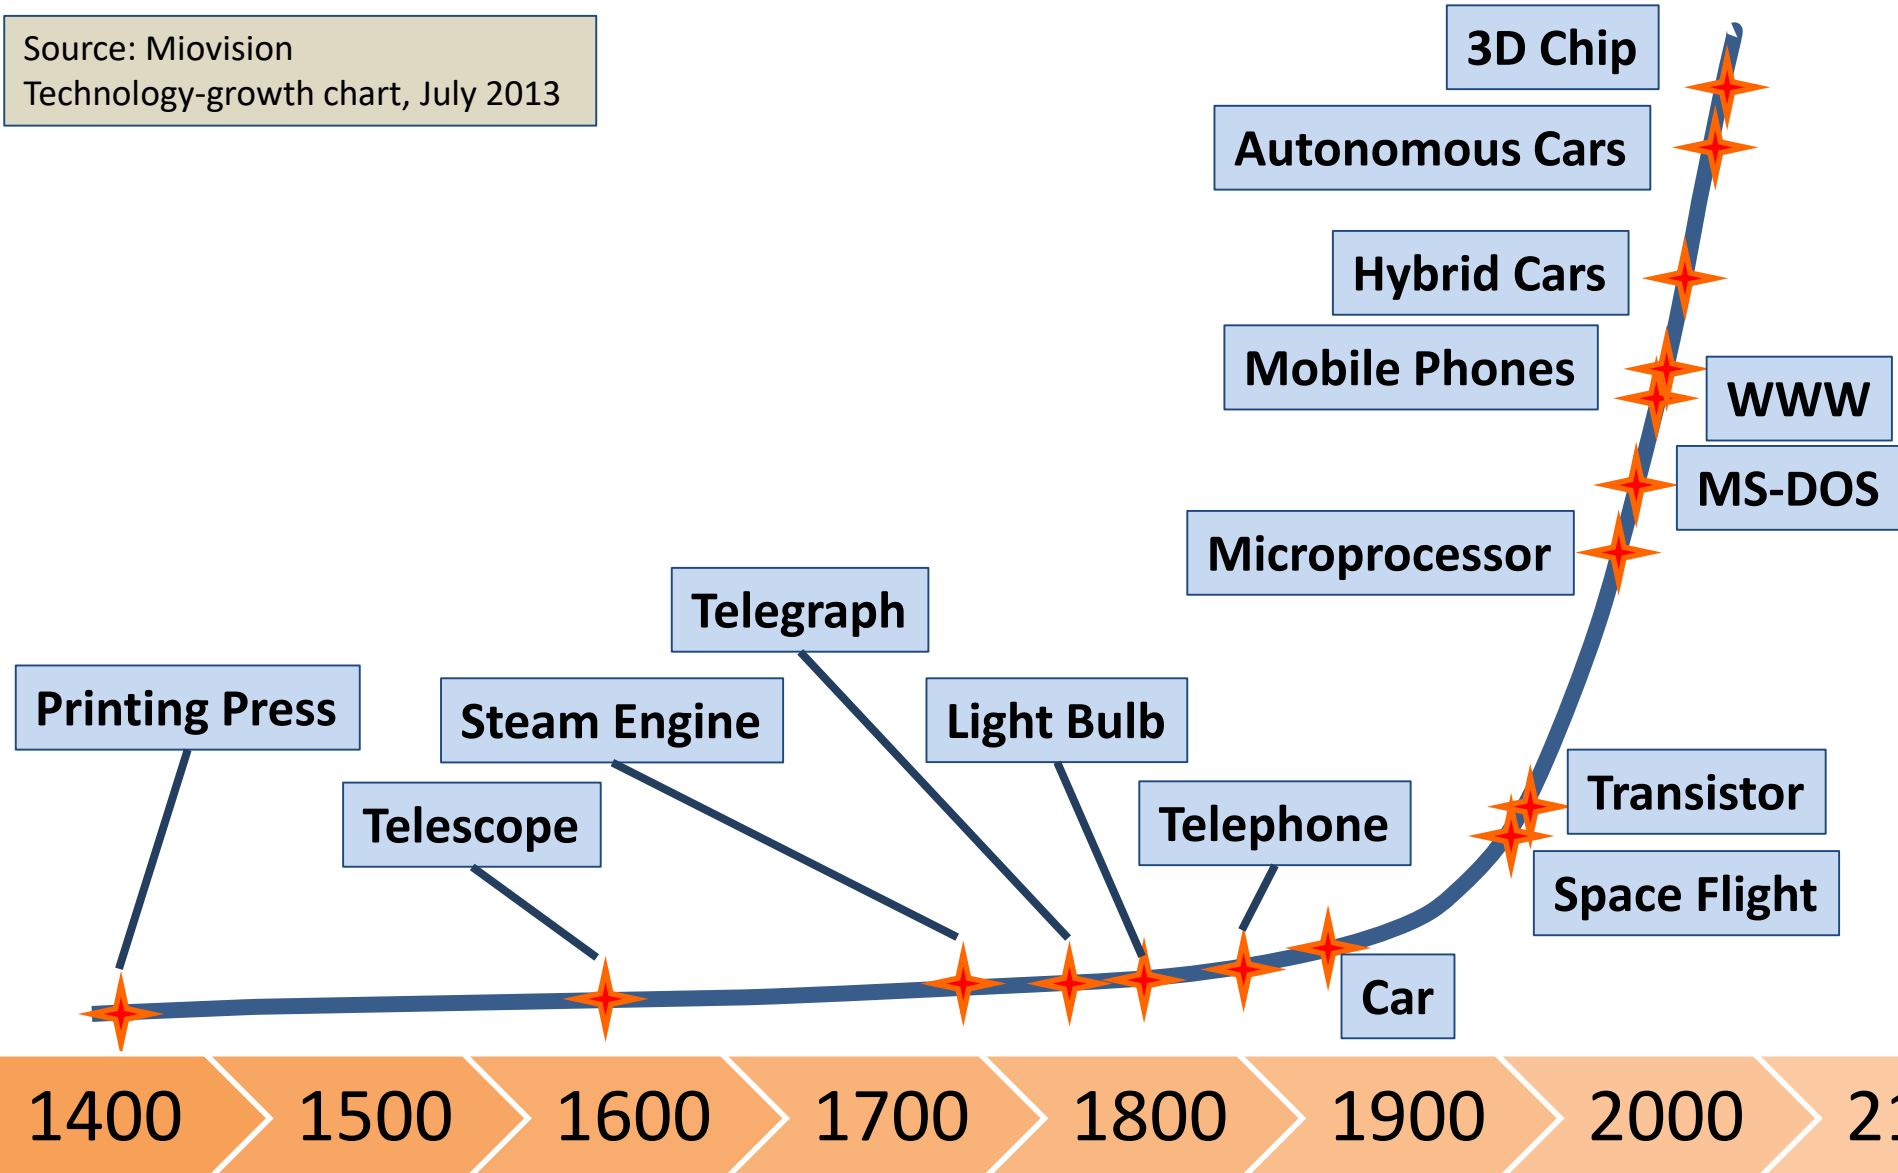 Source: Miovision
Technology-growth chart, July 2013
3D Chip
Autonomous Cars
Hybrid Cars
Mobile Phones
WWW
MS-DOS
Microprocessor
Telegraph
Printing Press
Steam Engine
Light Bulb
Telescope
Telephone
Transistor
Space Flight
Car
1400 1500 1600 1700 1800 1900 2000